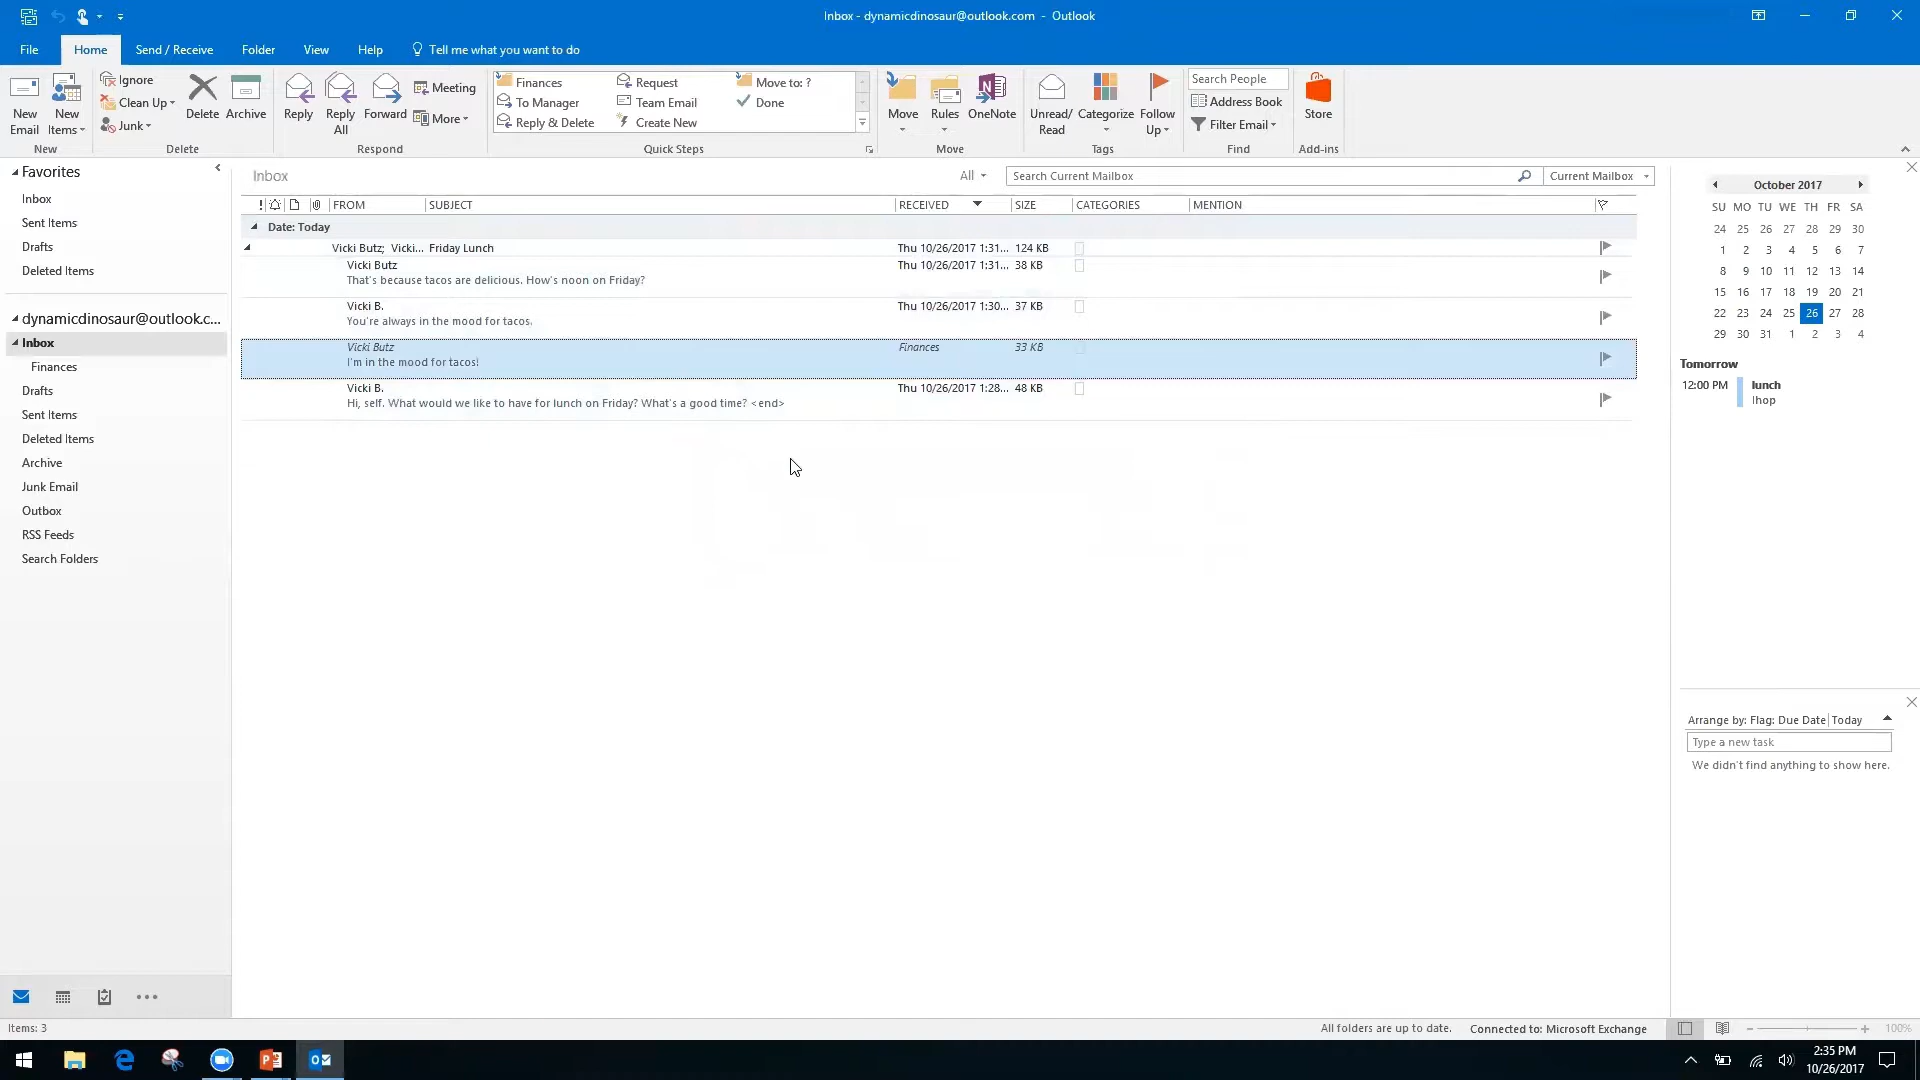 Inbox - dynamicdinosaur@outlook.com - Outlook
File Home Send / Receive Folder View Help Tell me what you want to do
New Email
New Items
Ignore
Clean Up
Junk
Delete
Archive
Reply
Reply All
Forward
Meeting
More
Finances
To Manager
Reply & Delete
Request
Team Email
Create New
Move to: ?
Done
Move
Rules
OneNote
Unread/ Read
Categorize
Follow Up
Search People
Address Book
Filter Email
Store
New Delete Respond Quick Steps Move Tags Find Add-ins
Favorites
Inbox
Sent Items
Drafts
Deleted Items
dynamicdinosaur@outlook.c...
Inbox
Finances
Drafts
Sent Items
Deleted Items
Archive
Junk Email
Outbox
RSS Feeds
Search Folders
Inbox All Search Current Mailbox Current Mailbox
! FROM SUBJECT RECEIVED SIZE CATEGORIES MENTION
Date: Today
Vicki Butz; Vicki... Friday Lunch Thu 10/26/2017 1:31... 124 KB
Vicki Butz Thu 10/26/2017 1:31... 38 KB
That's because tacos are delicious. How's noon on Friday?
Vicki B. Thu 10/26/2017 1:30... 37 KB
You're always in the mood for tacos.
Vicki Butz Finances 33 KB
I'm in the mood for tacos!
Vicki B. Thu 10/26/2017 1:28... 48 KB
Hi, self. What would we like to have for lunch on Friday? What's a good time? <end>
October 2017
SU MO TU WE TH FR SA
24 25 26 27 28 29 30
1 2 3 4 5 6 7
8 9 10 11 12 13 14
15 16 17 18 19 20 21
22 23 24 25 26 27 28
29 30 31 1 2 3 4
Tomorrow
12:00 PM lunch
Ihop
Arrange by: Flag: Due Date Today
Type a new task
We didn't find anything to show here.
Items: 3 All folders are up to date. Connected to: Microsoft Exchange 100%
2:35 PM
10/26/2017